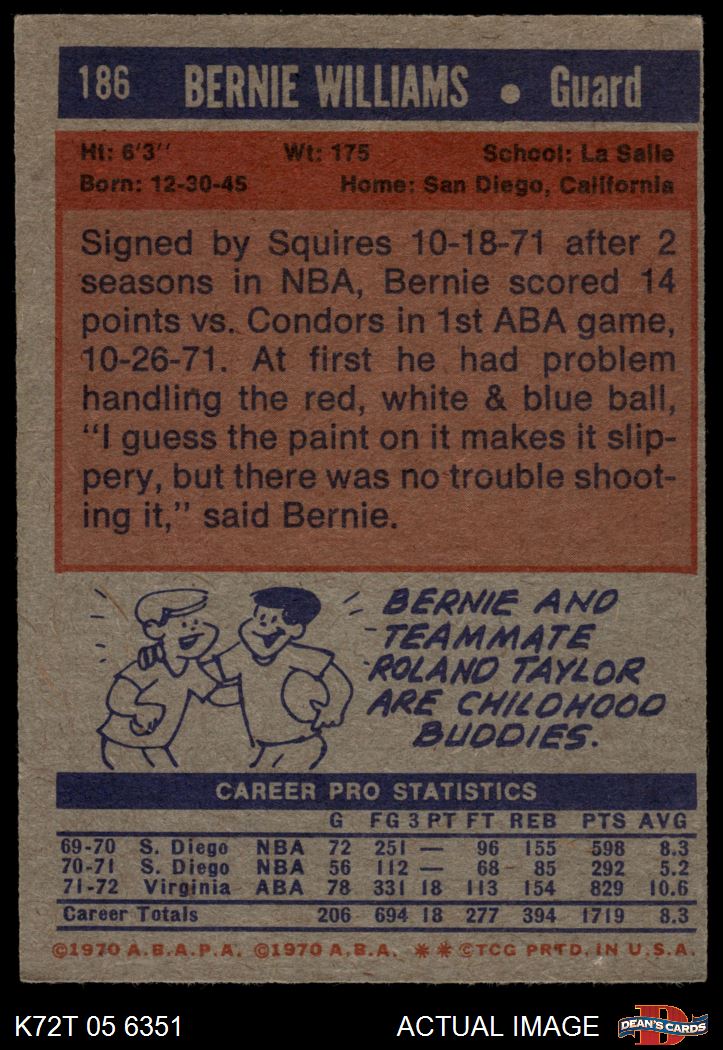 186 BERNIE WILLIAMS • Guard
Ht: 6'3'' Wt: 175 School: La Salle
Born: 12-30-45 Home: San Diego, California
Signed by Squires 10-18-71 after 2
seasons in NBA, Bernie scored 14
points vs. Condors in 1st ABA game,
10-26-71. At first he had problem
handling the red, white & blue ball,
“I guess the paint on it makes it slip-
pery, but there was no trouble shoot-
ing it,” said Bernie.
BERNIE AND
TEAMMATE
ROLAND TAYLOR
ARE CHILDHOOD
BUDDIES.
CAREER PRO STATISTICS
G FG 3 PT FT REB PTS AVG
69-70 S. Diego NBA 72 251 — 96 155 598 8.3
70-71 S. Diego NBA 56 112 — 68 85 292 5.2
71-72 Virginia ABA 78 331 18 113 154 829 10.6
Career Totals 206 694 18 277 394 1719 8.3
©1970 A.B.A.P.A. ©1970 A.B.A. ** ©TCG PRTD. IN U.S.A.
K72T 05 6351 ACTUAL IMAGE DEAN'S CARDS